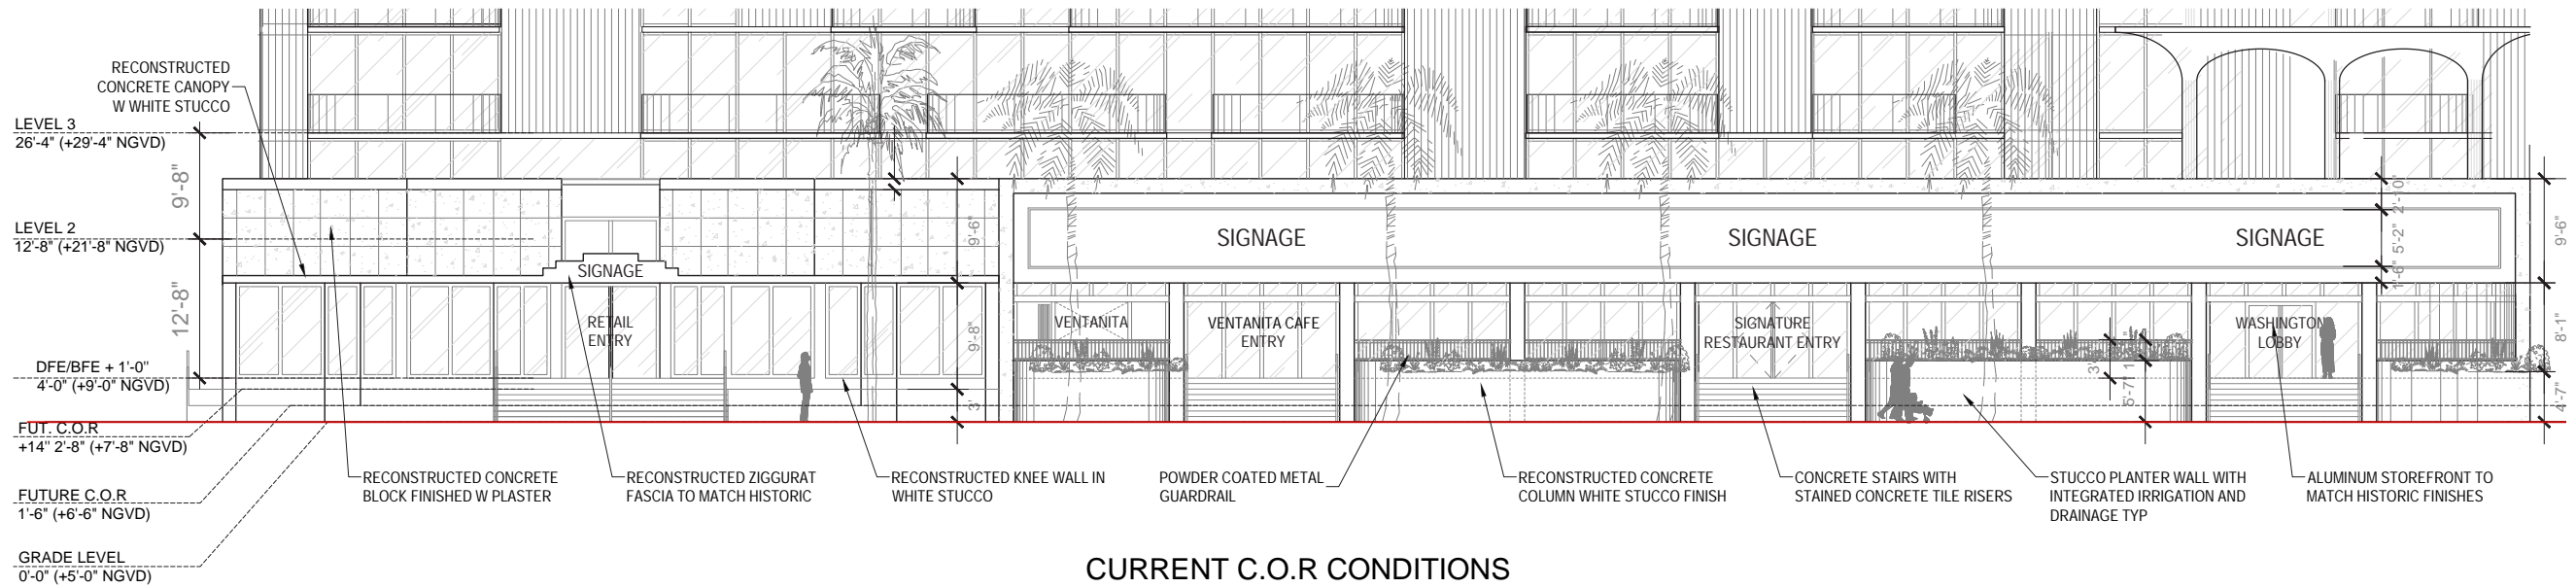 RECONSTRUCTED
CONCRETE CANOPY
W WHITE STUCCO
LEVEL 3
26'-4" (+29'-4" NGVD)
9'-8"
LEVEL 2
12'-8" (+21'-8" NGVD)
12'-8"
DFE/BFE + 1'-0"
4'-0" (+9'-0" NGVD)
FUT. C.O.R
+14" 2'-8" (+7'-8" NGVD)
FUTURE C.O.R
1'-6" (+6'-6" NGVD)
GRADE LEVEL
0'-0" (+5'-0" NGVD)
SIGNAGE
RETAIL
ENTRY
9'-6"
9'-8"
3'
SIGNAGE
SIGNAGE
SIGNAGE
VENTANITA
VENTANITA CAFE
ENTRY
SIGNATURE
RESTAURANT ENTRY
WASHINGTON
LOBBY
2'-10"
5'-2"
1'-6"
3'
5'-7"
9'-6"
8'-1"
4'-7"
RECONSTRUCTED CONCRETE
BLOCK FINISHED W PLASTER
RECONSTRUCTED ZIGGURAT
FASCIA TO MATCH HISTORIC
RECONSTRUCTED KNEE WALL IN
WHITE STUCCO
POWDER COATED METAL
GUARDRAIL
RECONSTRUCTED CONCRETE
COLUMN WHITE STUCCO FINISH
CONCRETE STAIRS WITH
STAINED CONCRETE TILE RISERS
STUCCO PLANTER WALL WITH
INTEGRATED IRRIGATION AND
DRAINAGE TYP
ALUMINUM STOREFRONT TO
MATCH HISTORIC FINISHES
CURRENT C.O.R CONDITIONS